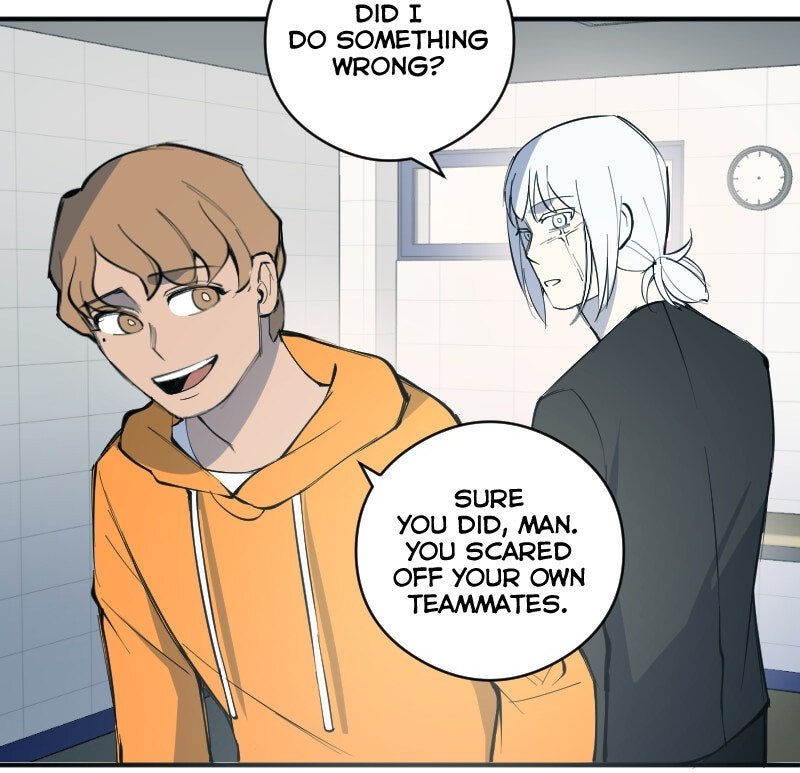 DID I
DO SOMETHING
WRONG?
SURE
YOU DID, MAN.
YOU SCARED
OFF YOUR OWN
TEAMMATES.